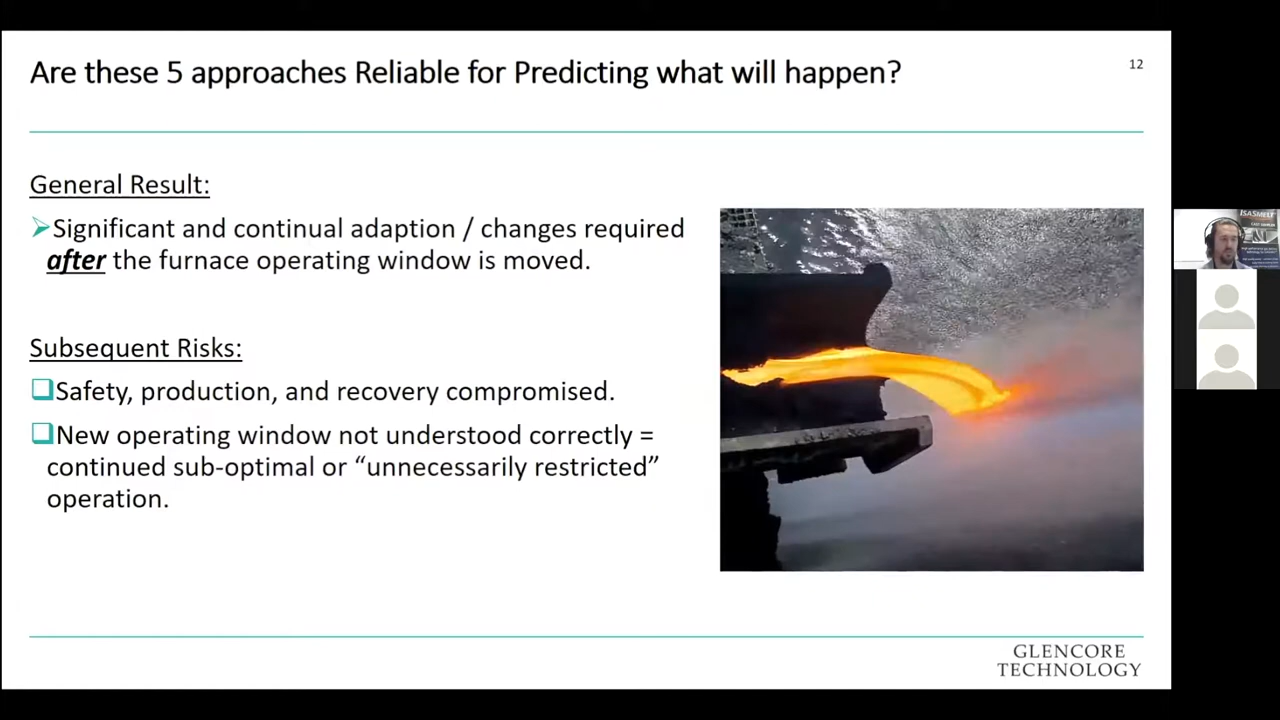 Are these 5 approaches Reliable for Predicting what will happen?
12
General Result:
Significant and continual adaption / changes required
after the furnace operating window is moved.
Subsequent Risks:
Safety, production, and recovery compromised.
New operating window not understood correctly =
continued sub-optimal or “unnecessarily restricted”
operation.
GLENCORE
TECHNOLOGY
ISASMELT